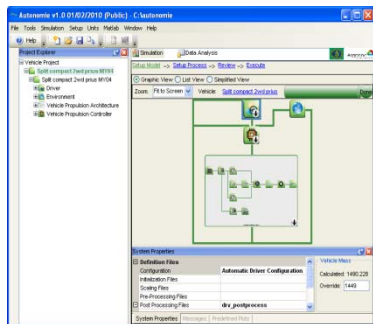 Autonomie v1.0 01/02/2010 (Public) - C:\autonomie
File Tools Simulation Setup Units Matlab Window Help
Help
Project Explorer
Vehicle Project
Split compact 2wd prius MY04
Split compact 2wd prius MY04
Driver
Environment
Vehicle Propulsion Architecture
Vehicle Propulsion Controller
Simulation Data Analysis
Setup Model -> Setup Process -> Review -> Execute
Graphic View List View Simplified View
Zoom: Fit to Screen Vehicle: Split compact 2wd prius
Done
System Properties
Definition Files
Configuration Automatic Driver Configuration
Initialization Files
Scaling Files
Pre-Processing Files
Post Processing Files drv_postprocess
Vehicle Mass
Calculated: 1490.228
Override: 1449
System Properties Messages Predefined Plots